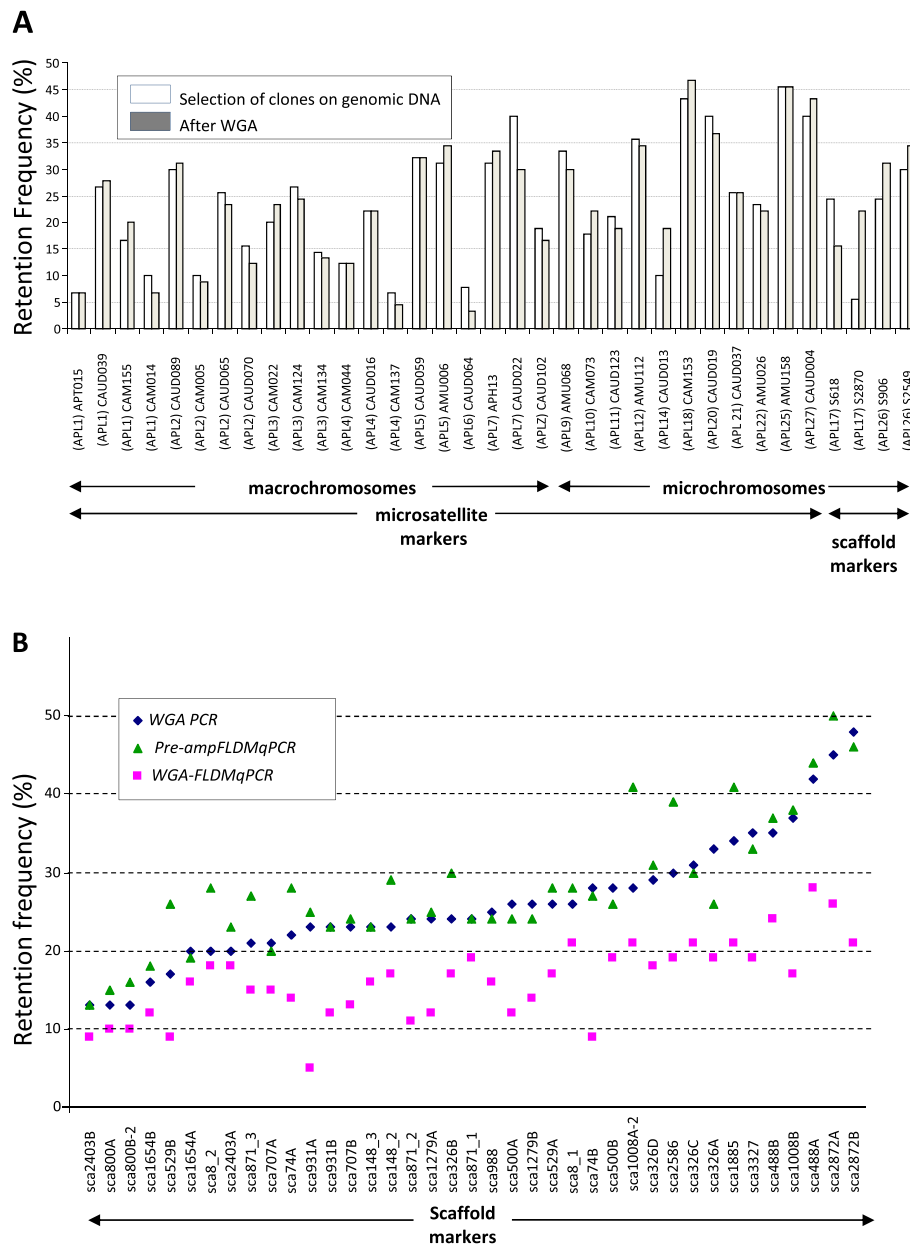 A
Retention Frequency (%)
50
45
40
35
30
25
20
15
10
5
0
Selection of clones on genomic DNA
After WGA
(APL1) APT015
(APL1) CAUD039
(APL1) CAM155
(APL1) CAM014
(APL2) CAUD089
(APL2) CAM005
(APL2) CAUD065
(APL2) CAUD070
(APL3) CAM022
(APL3) CAM124
(APL3) CAM134
(APL4) CAM044
(APL4) CAUD016
(APL4) CAM137
(APL5) CAUD059
(APL5) AMU006
(APL6) CAUD064
(APL7) APH13
(APL7) CAUD022
(APLZ) CAUD102
(APL9) AMU068
(APL10) CAM073
(APL11) CAUD123
(APL12) AMU112
(APL14) CAUD013
(APL18) CAM153
(APL20) CAUD019
(APL 21) CAUD037
(APL22) AMU026
(APL25) AMU158
(APL27) CAUD004
(APL17) S618
(APL17) S2870
(APL26) S906
(APL26) S2549
macrochromosomes
microchromosomes
microsatellite
markers
scaffold
markers
B
Retention frequency (%)
50
40
30
20
10
0
WGA PCR
Pre-ampFLDMqPCR
WGA-FLDMqPCR
sca2403B
sca800A
sca800B-2
sca1654B
sca529B
sca1654A
sca8_2
sca2403A
sca871_3
sca707A
sca74A
sca931A
sca931B
sca707B
sca148_3
sca148_2
sca871_2
sca1279A
sca326B
sca871_1
sca988
sca500A
sca1279B
sca529A
sca8_1
sca74B
sca500B
sca1008A-2
sca326D
sca2586
sca326C
sca326A
sca1885
sca3327
sca488B
sca1008B
sca488A
sca2872A
sca2872B
Scaffold
markers